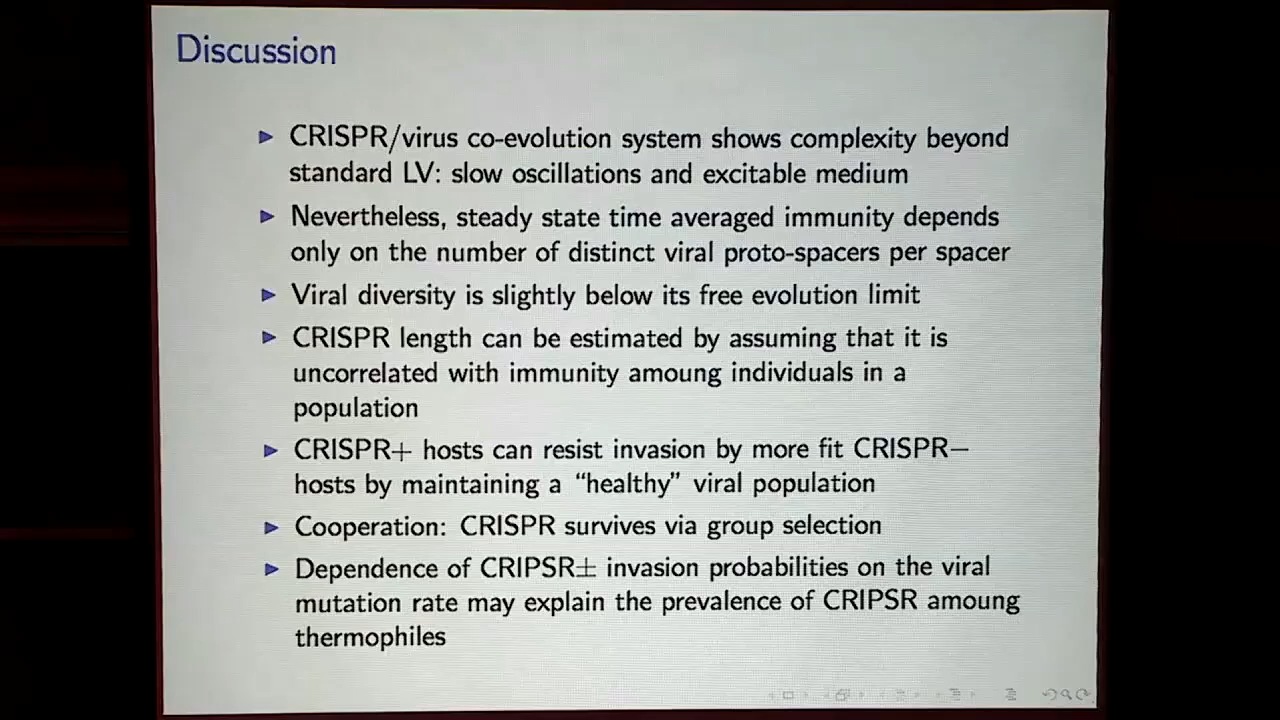 Discussion
CRISPR/virus co-evolution system shows complexity beyond
standard LV: slow oscillations and excitable medium
Nevertheless, steady state time averaged immunity depends
only on the number of distinct viral proto-spacers per spacer
Viral diversity is slightly below its free evolution limit
CRISPR length can be estimated by assuming that it is
uncorrelated with immunity amoung individuals in a
population
CRISPR+ hosts can resist invasion by more fit CRISPR−
hosts by maintaining a “healthy” viral population
Cooperation: CRISPR survives via group selection
Dependence of CRIPSR± invasion probabilities on the viral
mutation rate may explain the prevalence of CRIPSR amoung
thermophiles